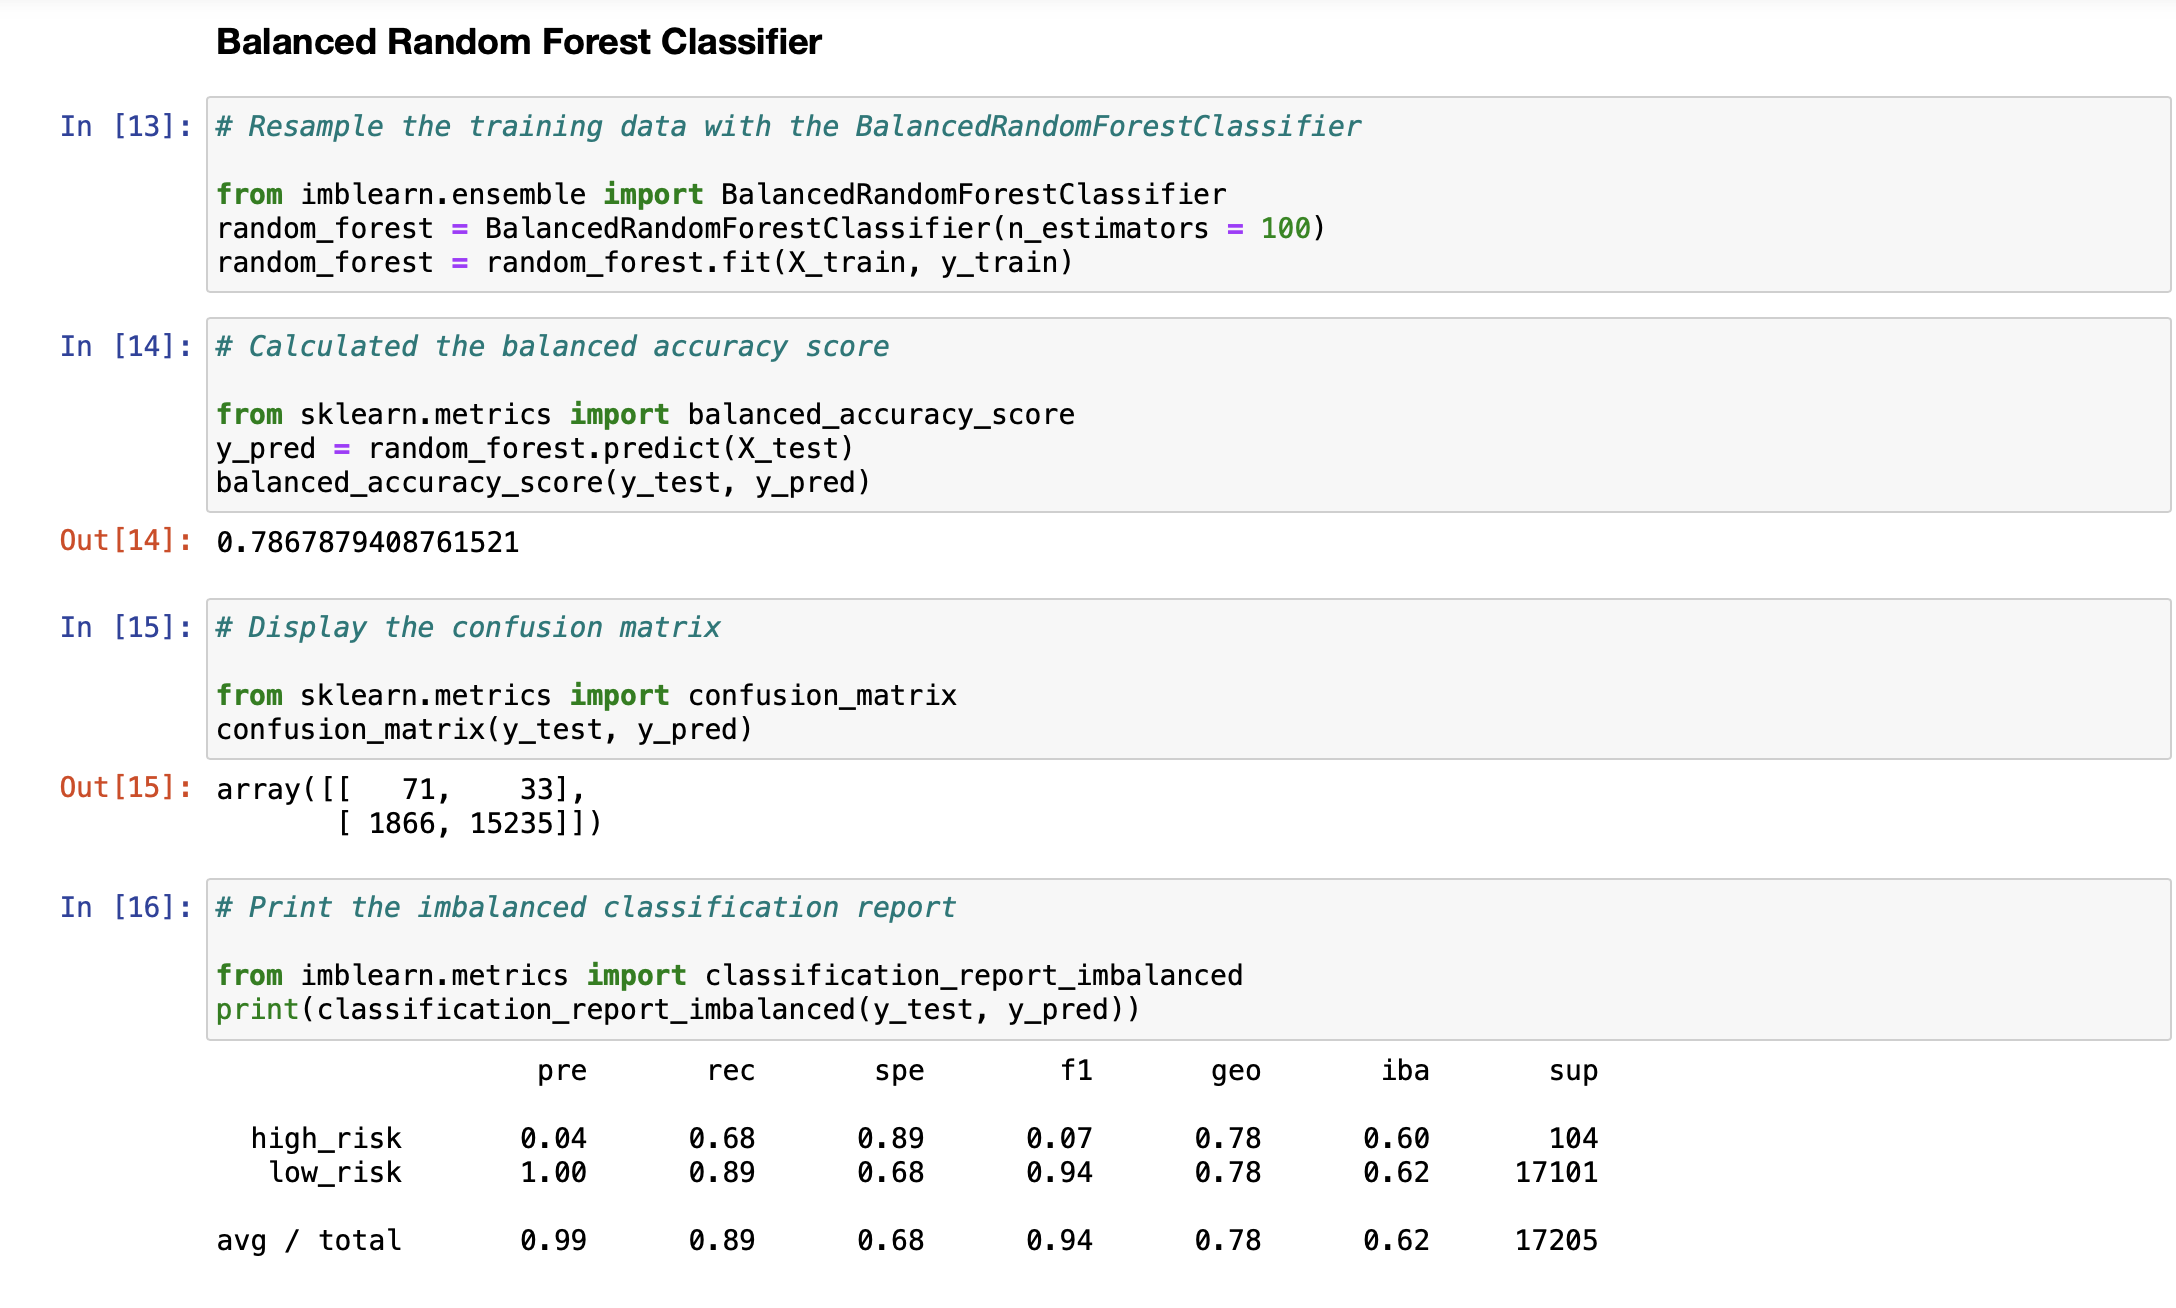 Balanced Random Forest Classifier
In [13]: # Resample the training data with the BalancedRandomForestClassifier
from imblearn.ensemble import BalancedRandomForestClassifier
random_forest = BalancedRandomForestClassifier(n_estimators = 100)
random_forest = random_forest.fit(X_train, y_train)
In [14]: # Calculated the balanced accuracy score
from sklearn.metrics import balanced_accuracy_score
y_pred = random_forest.predict(X_test)
balanced_accuracy_score(y_test, y_pred)
Out[14]: 0.7867879408761521
In [15]: # Display the confusion matrix
from sklearn.metrics import confusion_matrix
confusion_matrix(y_test, y_pred)
Out[15]: array([[   71,    33],
       [ 1866, 15235]])
In [16]: # Print the imbalanced classification report
from imblearn.metrics import classification_report_imbalanced
print(classification_report_imbalanced(y_test, y_pred))
pre rec spe f1 geo iba sup
high_risk 0.04 0.68 0.89 0.07 0.78 0.60 104
low_risk 1.00 0.89 0.68 0.94 0.78 0.62 17101
avg / total 0.99 0.89 0.68 0.94 0.78 0.62 17205